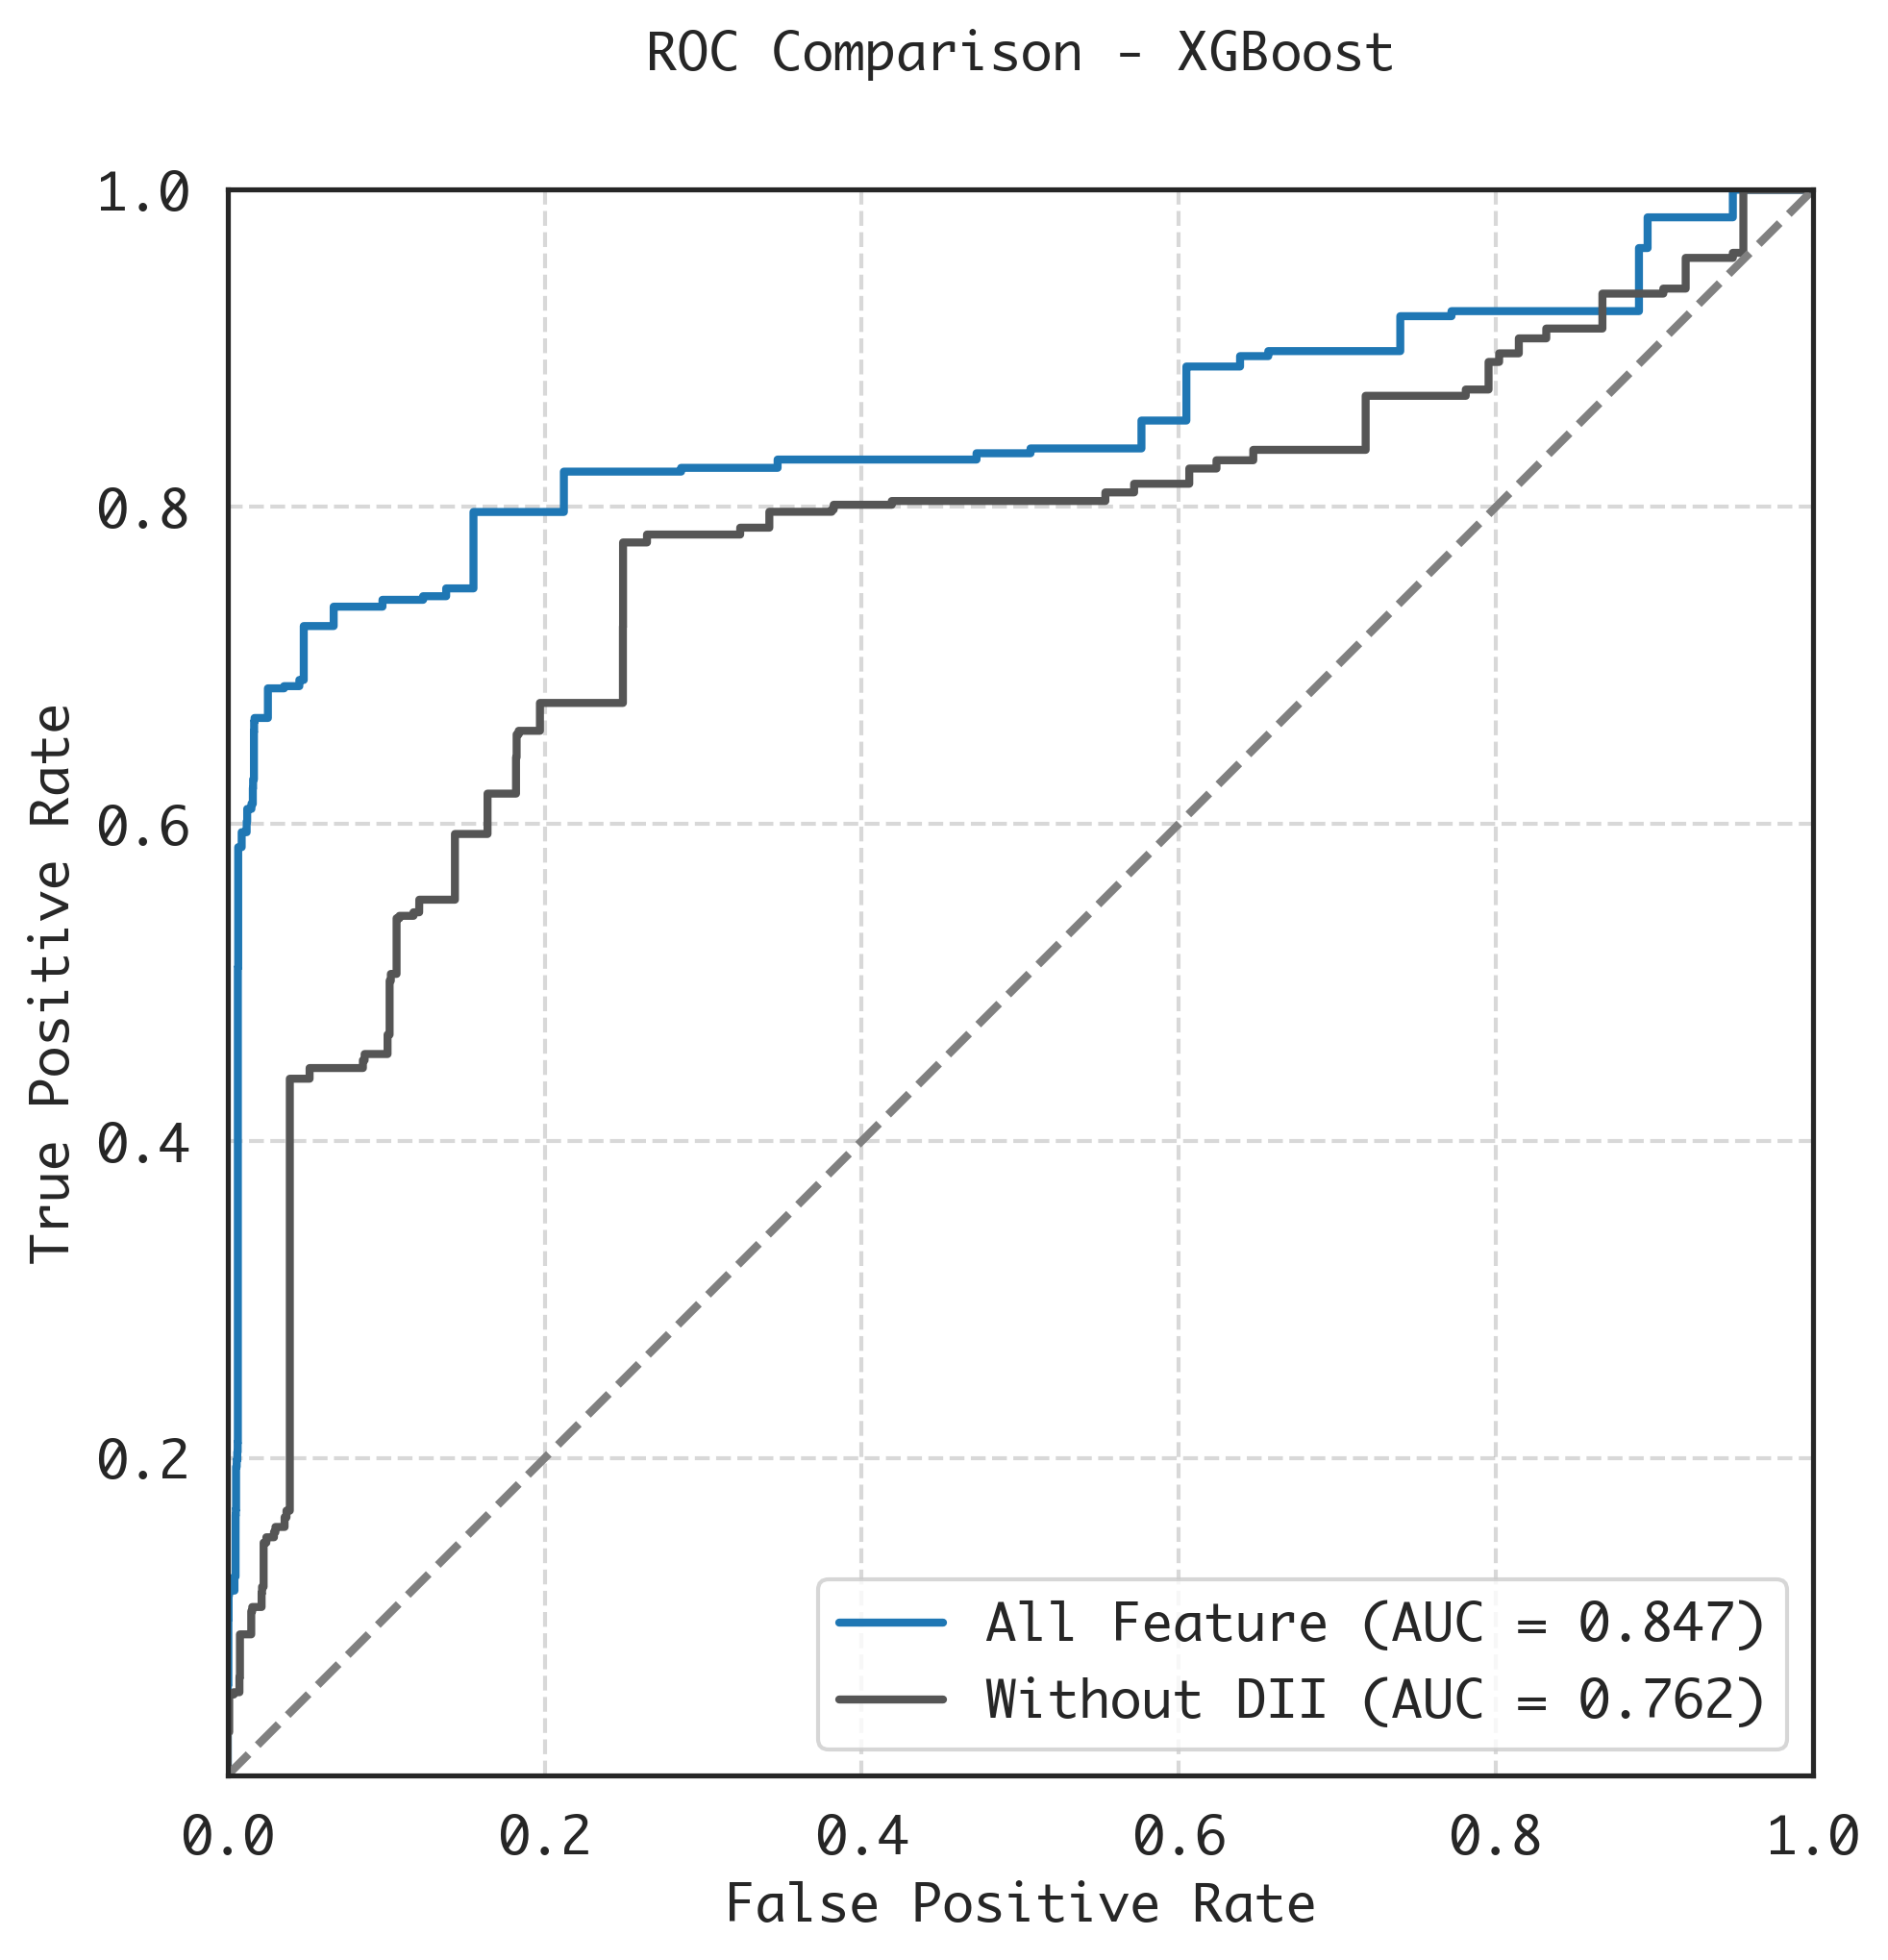 ROC Comparison - XGBoost
1.0
0.8
0.6
0.4
0.2
True Positive Rate
All Feature (AUC = 0.847)
Without DII (AUC = 0.762)
0.0 0.2 0.4 0.6 0.8 1.0
False Positive Rate